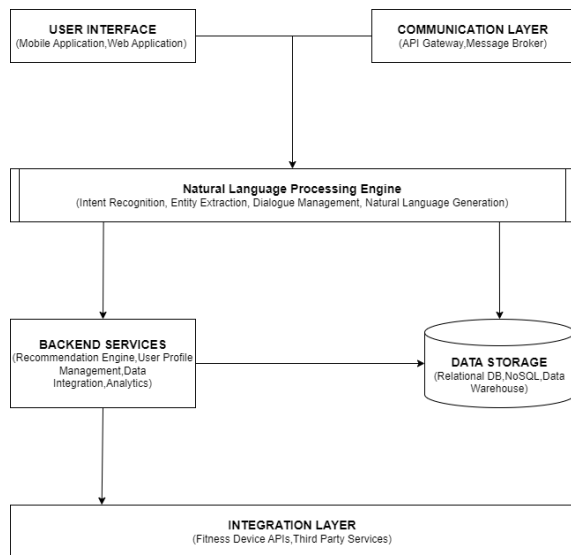 USER INTERFACE
(Mobile Application,Web Application)
COMMUNICATION LAYER
(API Gateway,Message Broker)
Natural Language Processing Engine
(Intent Recognition, Entity Extraction, Dialogue Management, Natural Language Generation)
BACKEND SERVICES
(Recommendation Engine,User Profile
Management,Data
Integration,Analytics)
DATA STORAGE
(Relational DB,NoSQL,Data
Warehouse)
INTEGRATION LAYER
(Fitness Device APIs,Third Party Services)